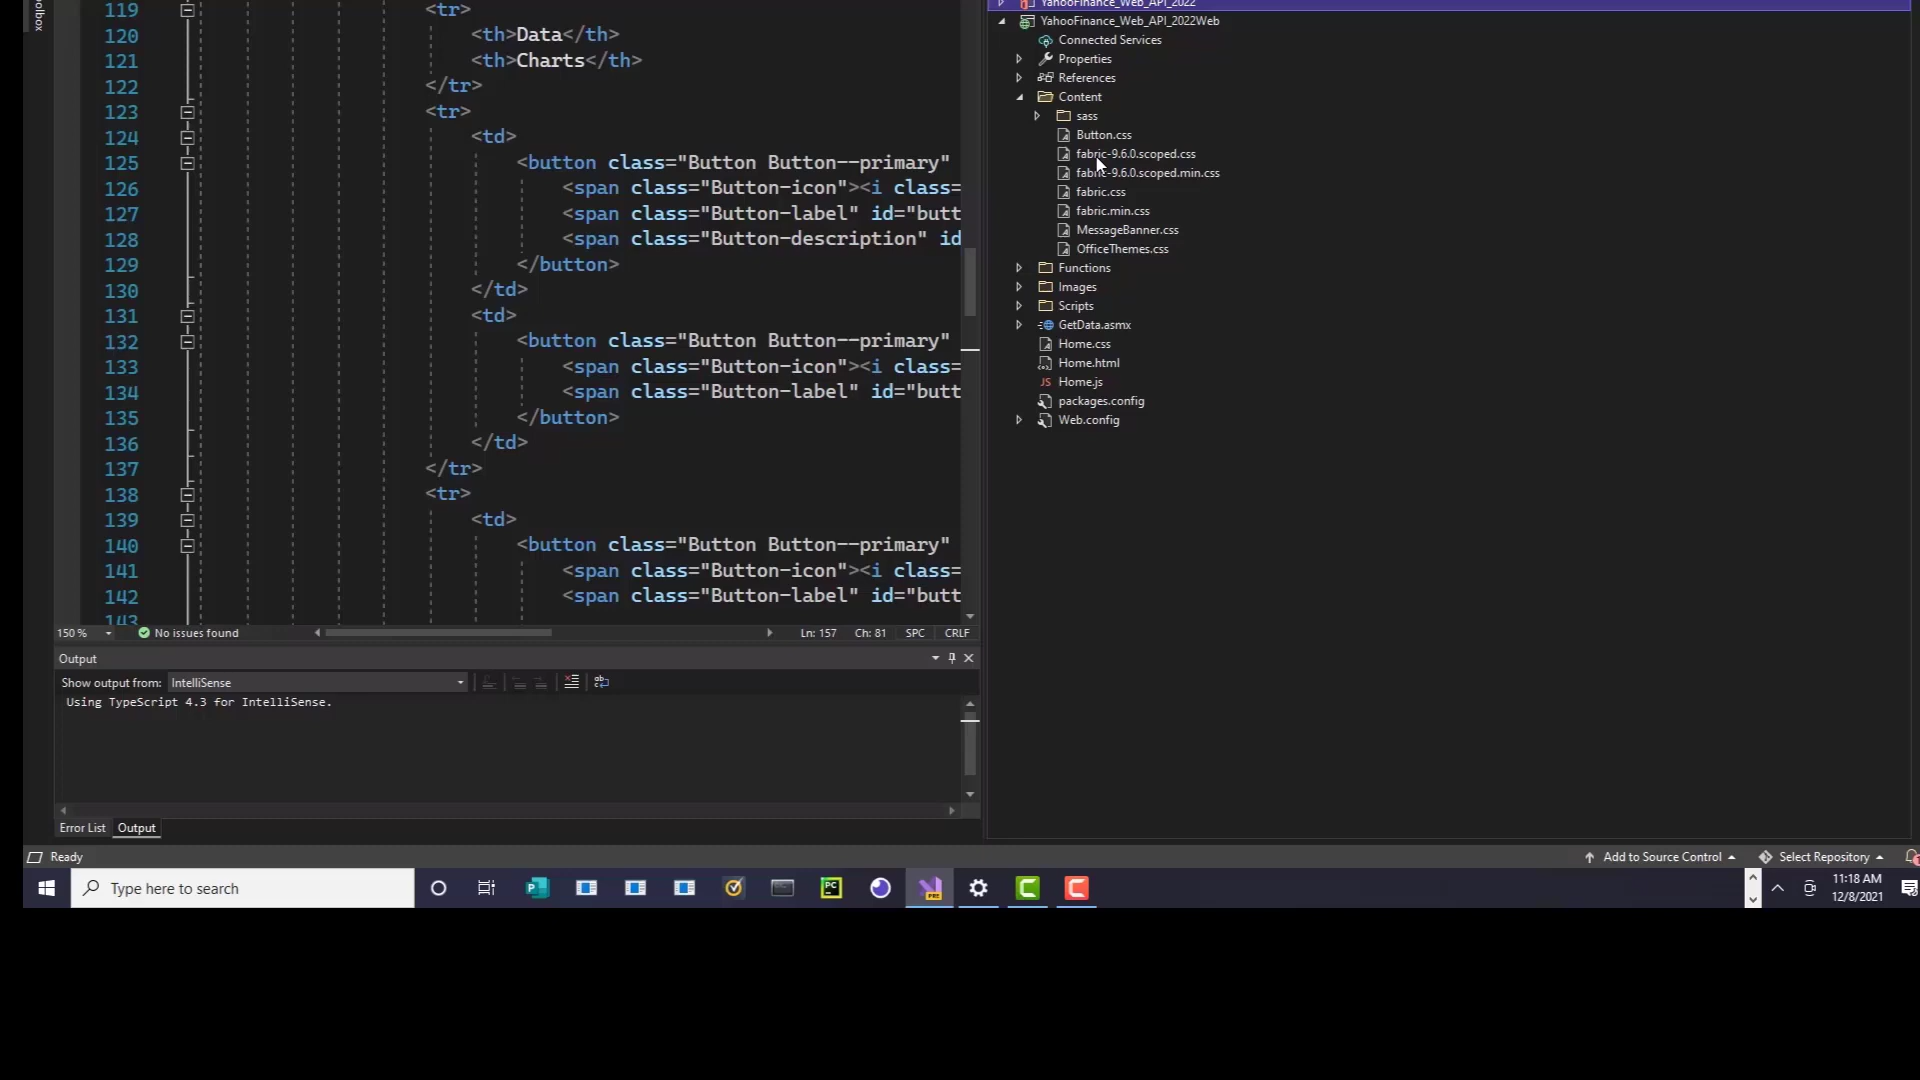 olbox
119 <tr>
120 <th>Data</th>
121 <th>Charts</th>
122 </tr>
123 <tr>
124 <td>
125 <button class="Button Button--primary"
126 <span class="Button-icon"><i class=
127 <span class="Button-label" id="butt
128 <span class="Button-description" id
129 </button>
130 </td>
131 <td>
132 <button class="Button Button--primary"
133 <span class="Button-icon"><i class=
134 <span class="Button-label" id="butt
135 </button>
136 </td>
137 </tr>
138 <tr>
139 <td>
140 <button class="Button Button--primary"
141 <span class="Button-icon"><i class=
142 <span class="Button-label" id="butt
143
150 % No issues found Ln: 157 Ch: 81 SPC CRLF
Output
Show output from: IntelliSense
Using TypeScript 4.3 for IntelliSense.
Error List Output
YahooFinance_Web_API_2022
YahooFinance_Web_API_2022Web
Connected Services
Properties
References
Content
sass
Button.css
fabric-9.6.0.scoped.css
fabric-9.6.0.scoped.min.css
fabric.css
fabric.min.css
MessageBanner.css
OfficeThemes.css
Functions
Images
Scripts
GetData.asmx
Home.css
Home.html
JS Home.js
packages.config
Web.config
Ready Add to Source Control Select Repository
Type here to search
11:18 AM
12/8/2021